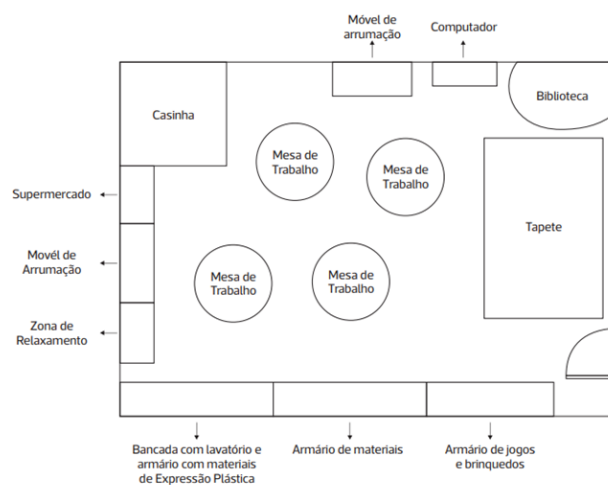 Móvel de
arrumação
Computador
Casinha
Biblioteca
Mesa de
Trabalho
Mesa de
Trabalho
Supermercado
Tapete
Movél de
Arrumação
Mesa de
Trabalho
Mesa de
Trabalho
Zona de
Relaxamento
Bancada com lavatório e
armário com materiais
de Expressão Plástica
Armário de materiais
Armário de jogos
e brinquedos